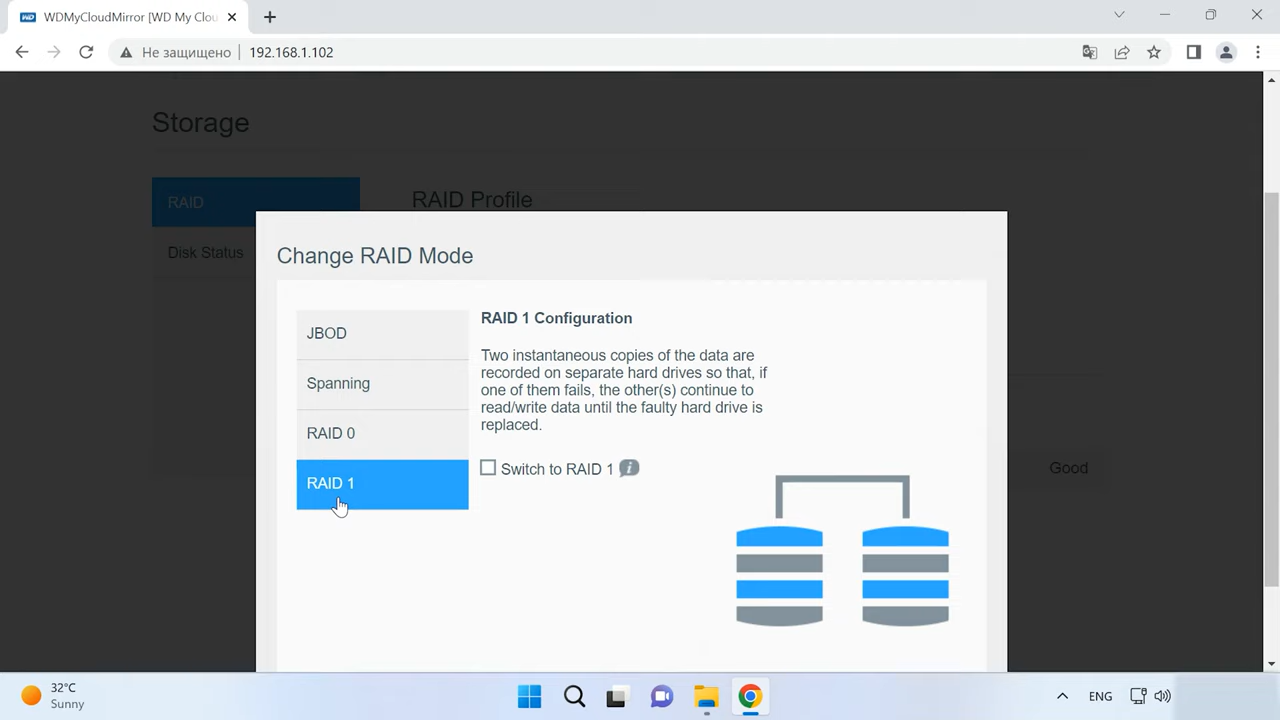 WDMyCloudMirror [WD My Clou
Не защищено
192.168.1.102
Storage
RAID
RAID Profile
Disk Status
Change RAID Mode
JBOD
Spanning
RAID 0
RAID 1
RAID 1 Configuration
Two instantaneous copies of the data are
recorded on separate hard drives so that, if
one of them fails, the other(s) continue to
read/write data until the faulty hard drive is
replaced.
Switch to RAID 1
Good
32°C
Sunny
ENG